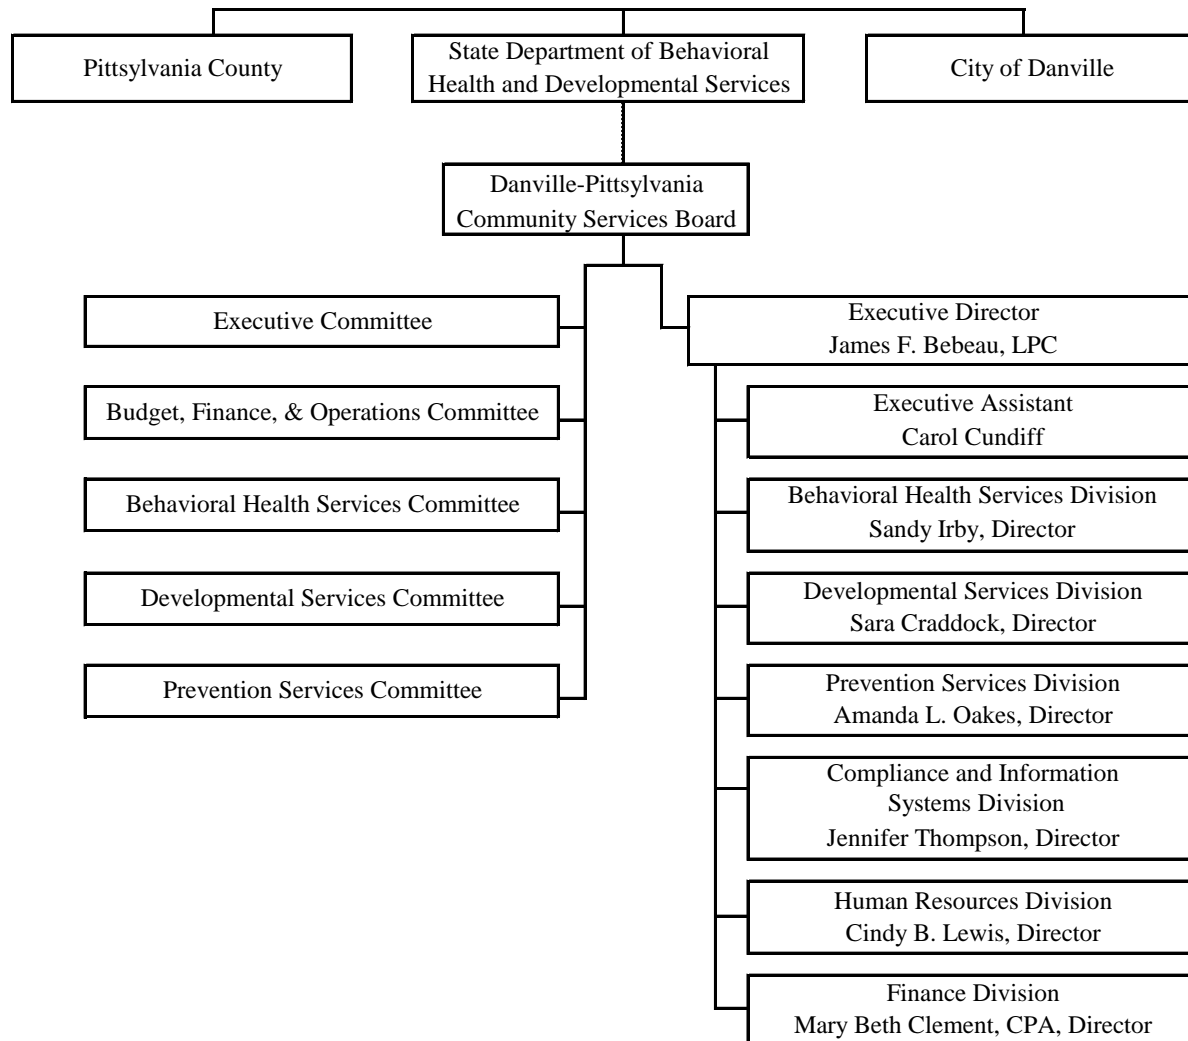 Pittsylvania County
State Department of Behavioral
Health and Developmental Services
City of Danville
Danville-Pittsylvania
Community Services Board
Executive Committee
Budget, Finance, & Operations Committee
Behavioral Health Services Committee
Developmental Services Committee
Prevention Services Committee
Executive Director
James F. Bebeau, LPC
Executive Assistant
Carol Cundiff
Behavioral Health Services Division
Sandy Irby, Director
Developmental Services Division
Sara Craddock, Director
Prevention Services Division
Amanda L. Oakes, Director
Compliance and Information
Systems Division
Jennifer Thompson, Director
Human Resources Division
Cindy B. Lewis, Director
Finance Division
Mary Beth Clement, CPA, Director